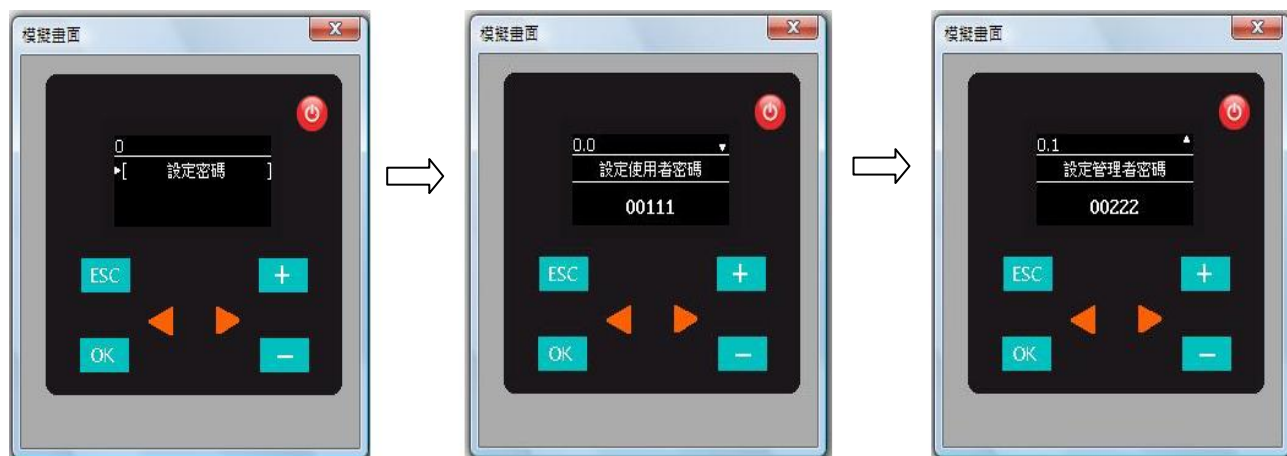 模擬畫面
X
0
▸[ 設定密碼 ]
ESC
+
OK
−
模擬畫面
X
0.0 ▾
設定使用者密碼
00111
ESC
+
OK
−
模擬畫面
X
0.1 ▴
設定管理者密碼
00222
ESC
+
OK
−